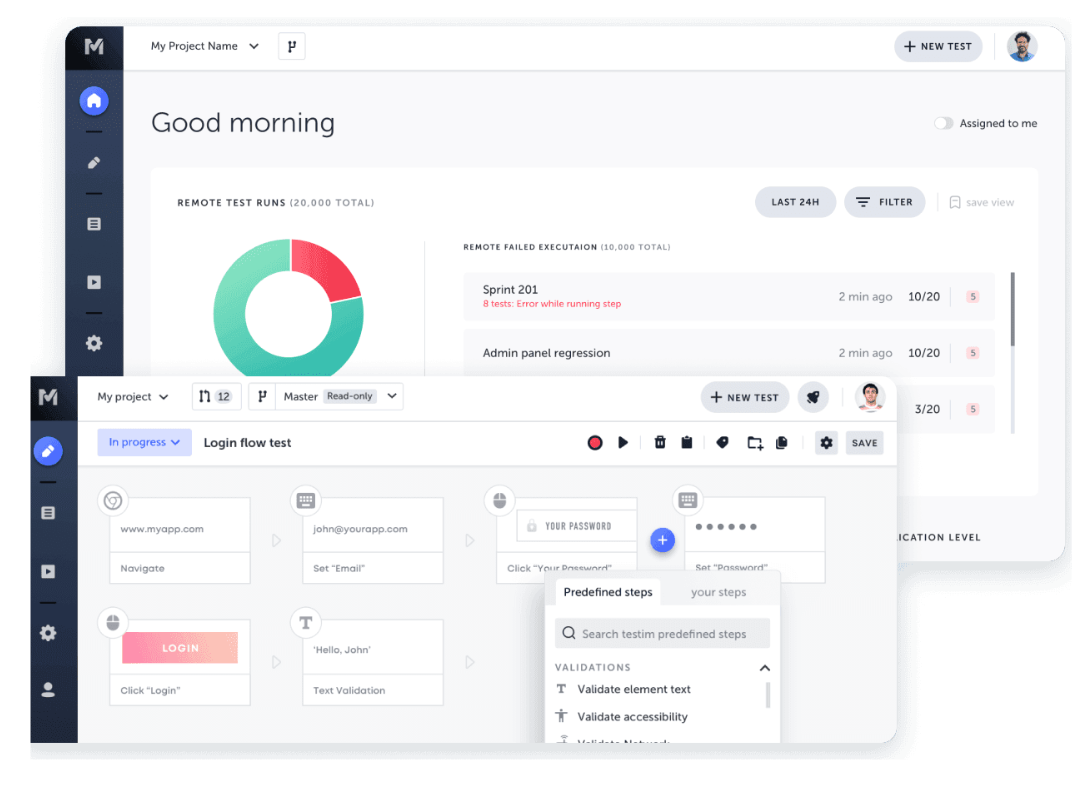 My Project Name
+ NEW TEST
Good morning
Assigned to me
REMOTE TEST RUNS (20,000 TOTAL)
LAST 24H
FILTER
save view
REMOTE FAILED EXECUTAION (10,000 TOTAL)
Sprint 201
8 tests: Error while running step
2 min ago 10/20 5
Admin panel regression
2 min ago 10/20 5
3/20 5
ICATION LEVEL
My project
12
Master Read-only
+ NEW TEST
In progress
Login flow test
SAVE
www.myapp.com
Navigate
john@yourapp.com
Set "Email"
YOUR PASSWORD
Click "Your Password"
Set "Password"
LOGIN
Click "Login"
'Hello, John'
Text Validation
Predefined steps
your steps
Search testim predefined steps
VALIDATIONS
Validate element text
Validate accessibility
Validate Network